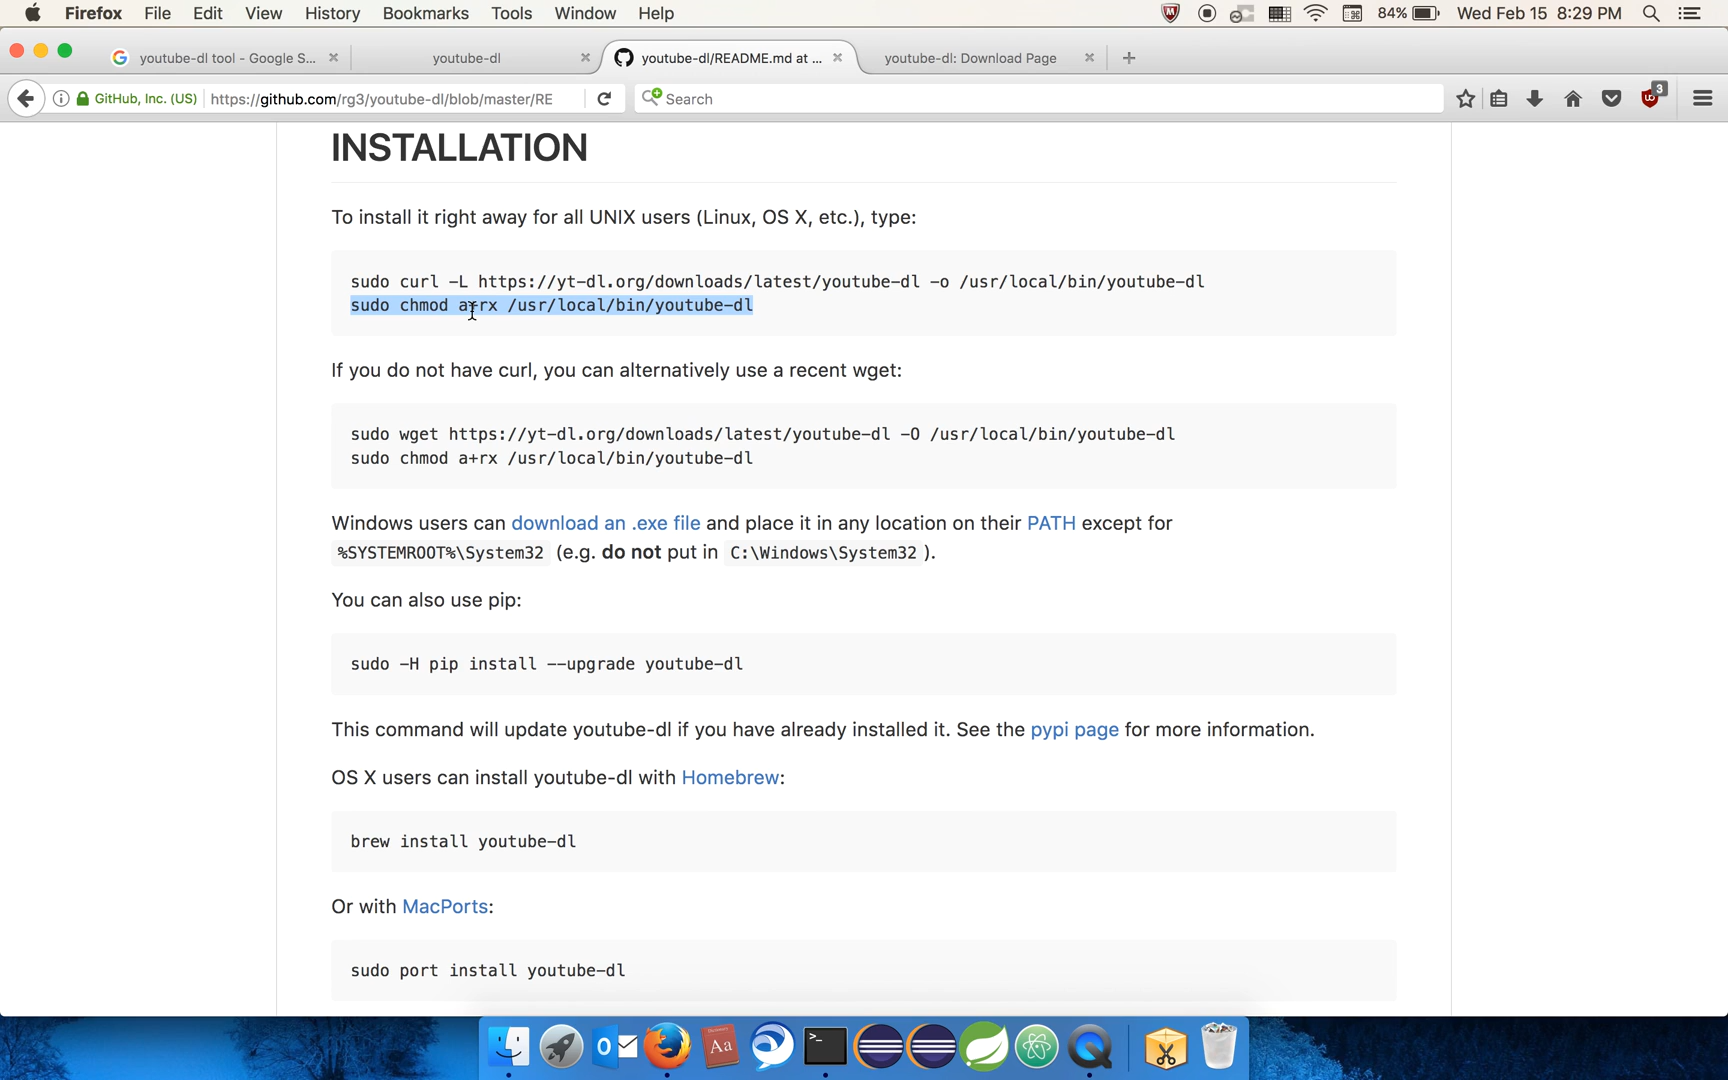 Firefox File Edit View History Bookmarks Tools Window Help 84% Wed Feb 15 8:29 PM
youtube-dl tool - Google S... youtube-dl youtube-dl/README.md at ... youtube-dl: Download Page
GitHub, Inc. (US) https://github.com/rg3/youtube-dl/blob/master/RE Search 3
INSTALLATION
To install it right away for all UNIX users (Linux, OS X, etc.), type:
sudo curl -L https://yt-dl.org/downloads/latest/youtube-dl -o /usr/local/bin/youtube-dl
sudo chmod a+rx /usr/local/bin/youtube-dl
If you do not have curl, you can alternatively use a recent wget:
sudo wget https://yt-dl.org/downloads/latest/youtube-dl -O /usr/local/bin/youtube-dl
sudo chmod a+rx /usr/local/bin/youtube-dl
Windows users can download an .exe file and place it in any location on their PATH except for
%SYSTEMROOT%\System32 (e.g. do not put in C:\Windows\System32 ).
You can also use pip:
sudo -H pip install --upgrade youtube-dl
This command will update youtube-dl if you have already installed it. See the pypi page for more information.
OS X users can install youtube-dl with Homebrew:
brew install youtube-dl
Or with MacPorts:
sudo port install youtube-dl